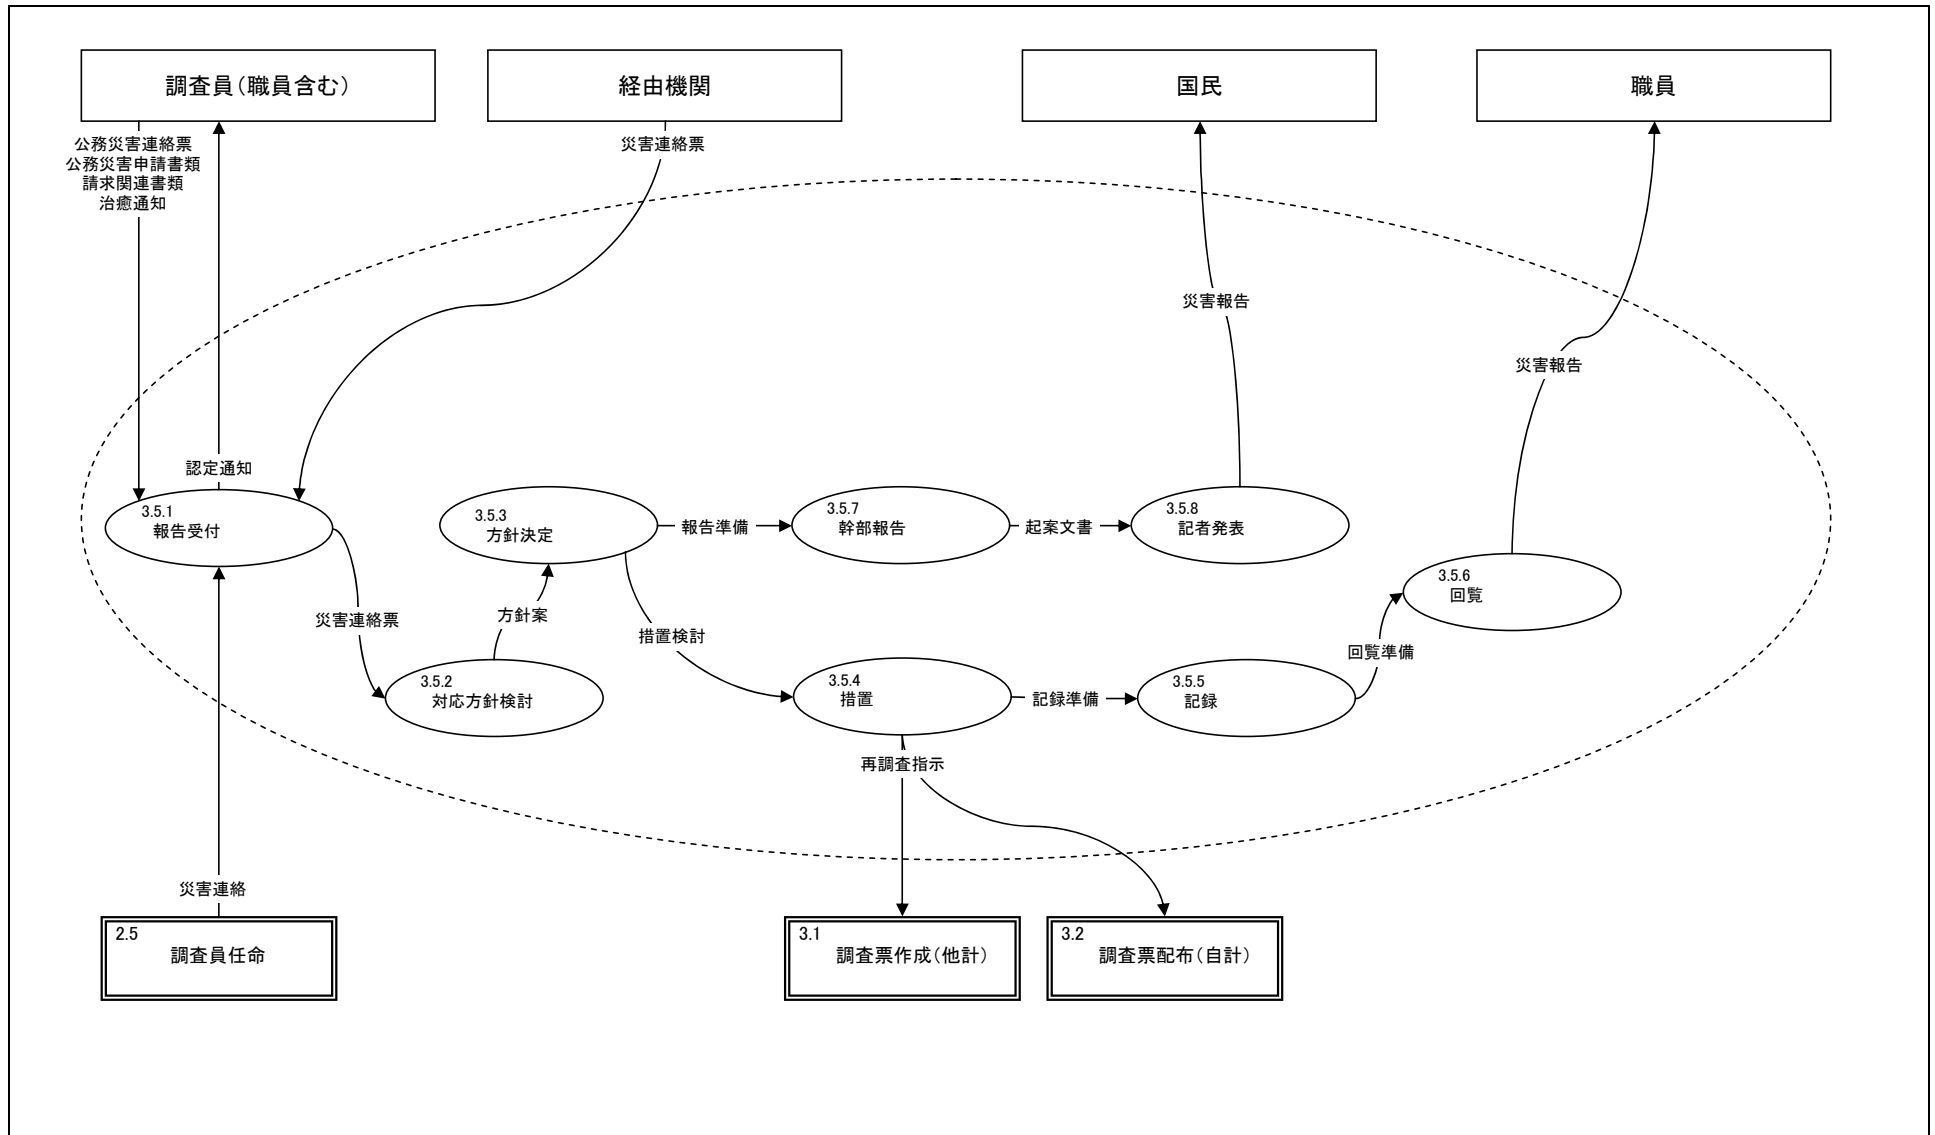 調査員(職員含む)
経由機関
国民
職員
公務災害連絡票
公務災害申請書類
請求関連書類
治癒通知
災害連絡票
災害報告
災害報告
認定通知
3.5.1
報告受付
3.5.3
方針決定
報告準備
3.5.7
幹部報告
起案文書
3.5.8
記者発表
3.5.6
回覧
災害連絡票
方針案
措置検討
回覧準備
3.5.2
対応方針検討
3.5.4
措置
記録準備
3.5.5
記録
再調査指示
災害連絡
2.5
調査員任命
3.1
調査票作成(他計)
3.2
調査票配布(自計)